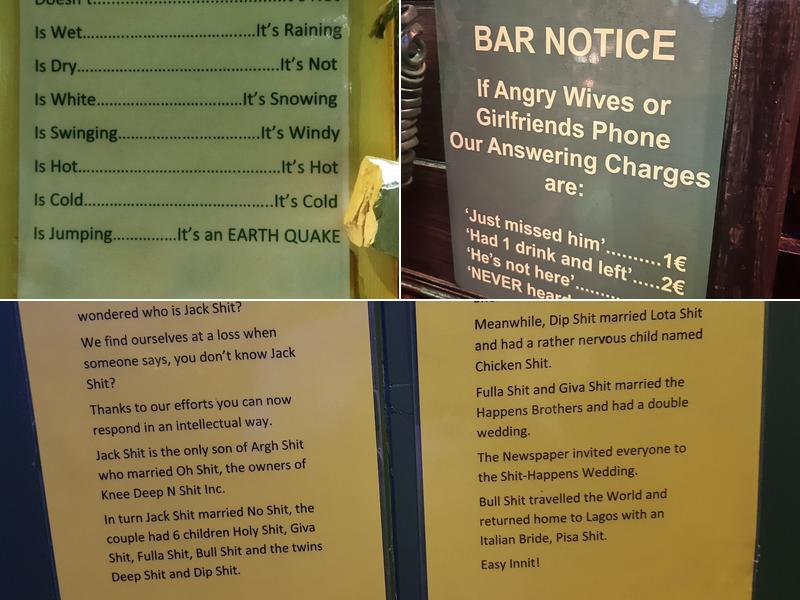 Is Wet..............................It's Raining
Is Dry....................................It's Not
Is White..........................It's Snowing
Is Swinging.........................It's Windy
Is Hot....................................It's Hot
Is Cold..................................It's Cold
Is Jumping...............It's an EARTH QUAKE
BAR NOTICE
If Angry Wives or
Girlfriends Phone
Our Answering Charges
are:
'Just missed him'..........1€
'Had 1 drink and left'.....2€
'He's not here'
'NEVER heard
wondered who is Jack Shit?
We find ourselves at a loss when
someone says, you don't know Jack
Shit?
Thanks to our efforts you can now
respond in an intellectual way.
Jack Shit is the only son of Argh Shit
who married Oh Shit, the owners of
Knee Deep N Shit Inc.
In turn Jack Shit married No Shit, the
couple had 6 children Holy Shit, Giva
Shit, Fulla Shit, Bull Shit and the twins
Deep Shit and Dip Shit.
Meanwhile, Dip Shit married Lota Shit
and had a rather nervous child named
Chicken Shit.
Fulla Shit and Giva Shit married the
Happens Brothers and had a double
wedding.
The Newspaper invited everyone to
the Shit-Happens Wedding.
Bull Shit travelled the World and
returned home to Lagos with an
Italian Bride, Pisa Shit.
Easy Innit!